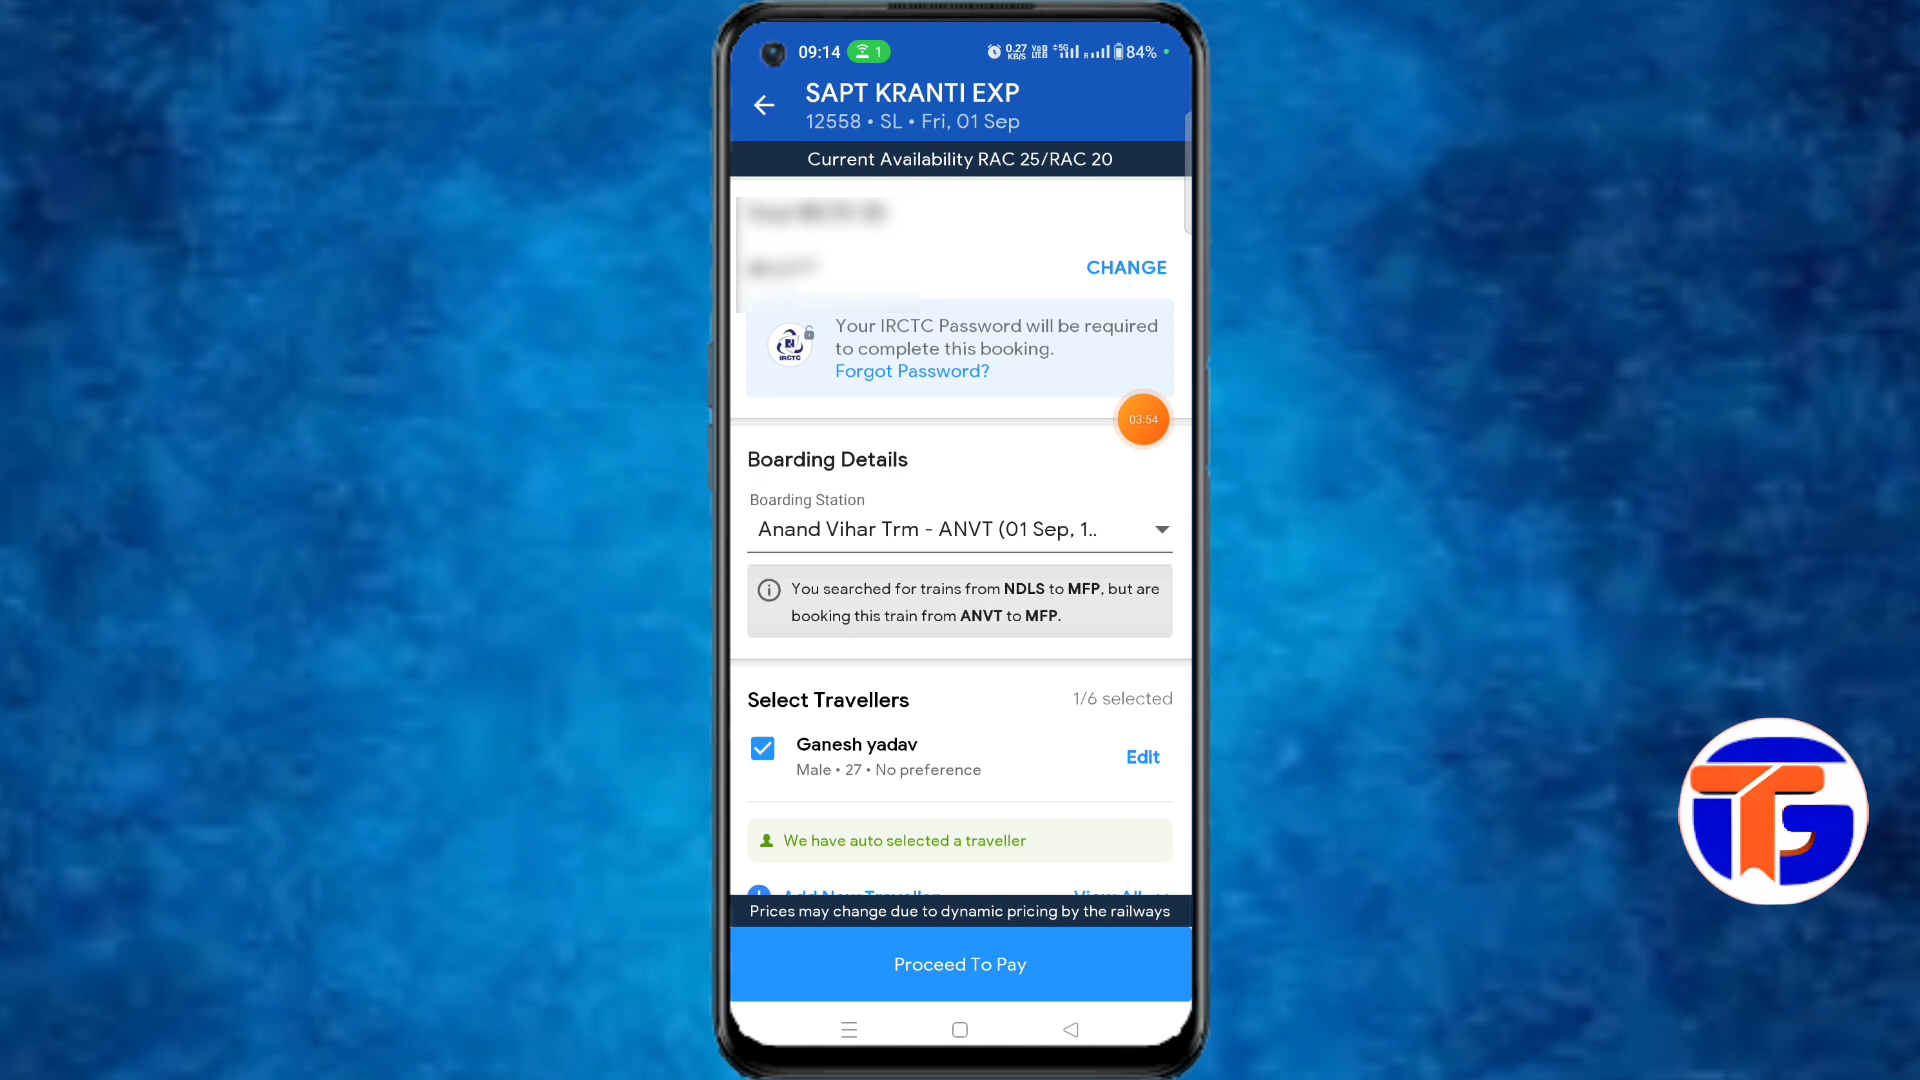 09:14
1
0.27 KB/S
84%
SAPT KRANTI EXP
12558 • SL • Fri, 01 Sep
Current Availability RAC 25/RAC 20
CHANGE
Your IRCTC Password will be required
to complete this booking.
Forgot Password?
IRCTC
03:54
Boarding Details
Boarding Station
Anand Vihar Trm - ANVT (01 Sep, 1..
You searched for trains from NDLS to MFP, but are
booking this train from ANVT to MFP.
Select Travellers
1/6 selected
Ganesh yadav
Male • 27 • No preference
Edit
We have auto selected a traveller
Add New Traveller
View All
Prices may change due to dynamic pricing by the railways
Proceed To Pay
TG